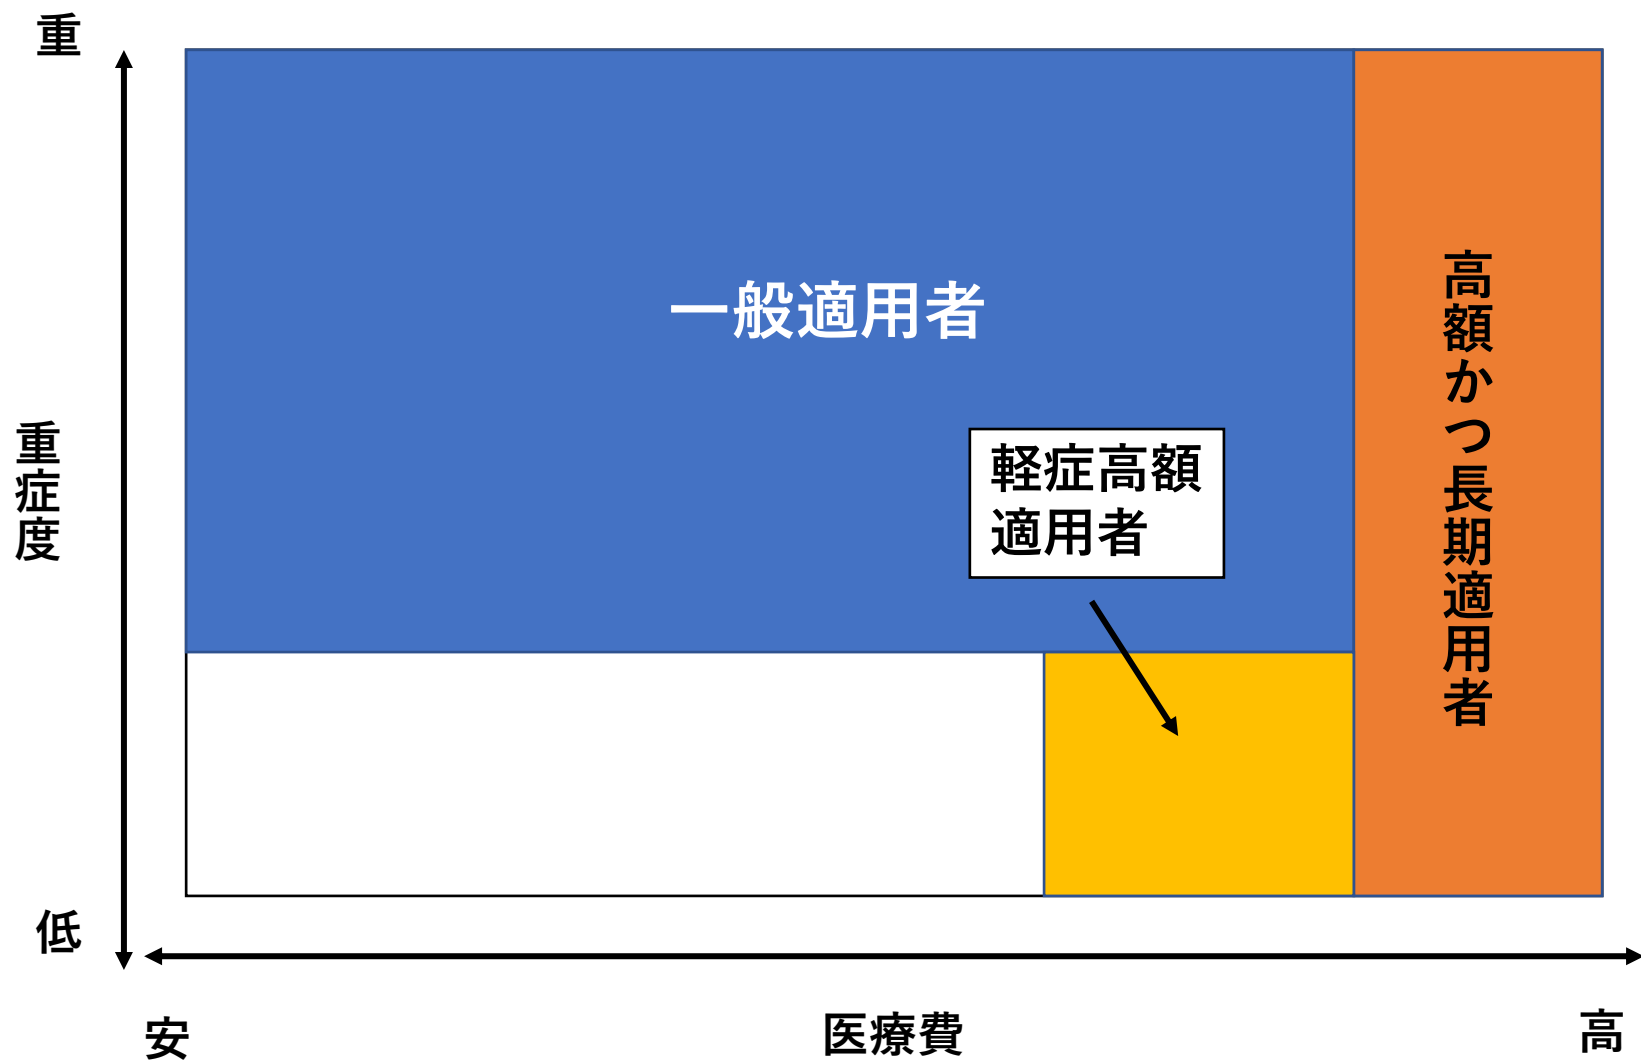 重
一般適用者
高額かつ長期適用者
重症度
軽症高額
適用者
低
安
医療費
高